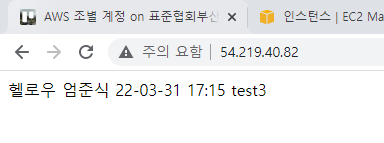 AWS 조별 계정 on 표준협회부산
인스턴스 | EC2 Ma
주의 요함 | 54.219.40.82
헬로우 엄준식 22-03-31 17:15 test3